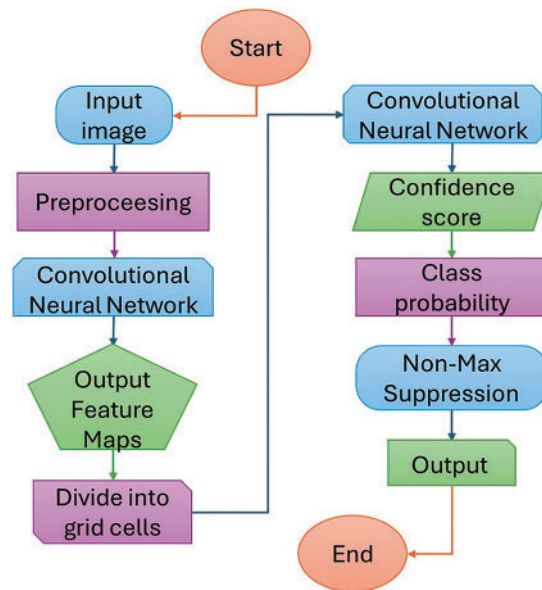 Start
Input
image
Preproceesing
Convolutional
Neural Network
Output
Feature
Maps
Divide into
grid cells
Convolutional
Neural Network
Confidence
score
Class
probability
Non-Max
Suppression
Output
End